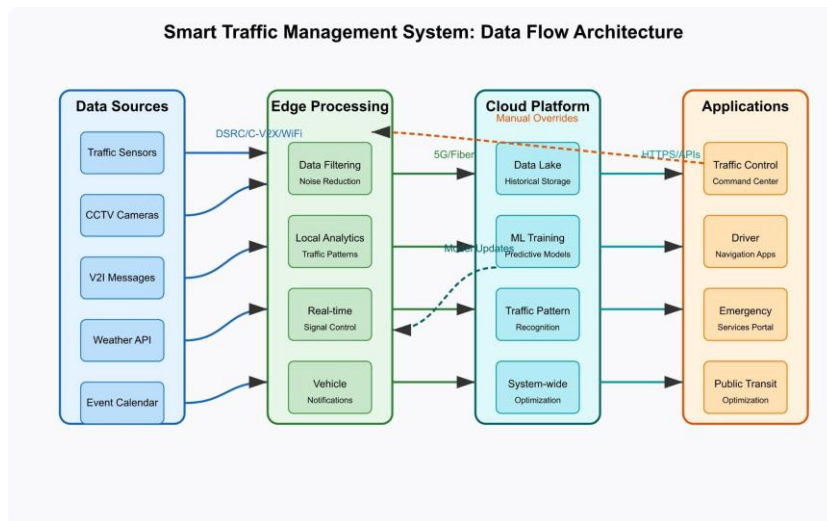 Smart Traffic Management System: Data Flow Architecture
Data Sources
Traffic Sensors
CCTV Cameras
V2I Messages
Weather API
Event Calendar
DSRC/C-V2X/WiFi
Edge Processing
Data Filtering
Noise Reduction
Local Analytics
Traffic Patterns
Real-time
Signal Control
Vehicle
Notifications
5G/Fiber
Model Updates
Cloud Platform
Manual Overrides
Data Lake
Historical Storage
ML Training
Predictive Models
Traffic Pattern
Recognition
System-wide
Optimization
HTTPS/APIs
Applications
Traffic Control
Command Center
Driver
Navigation Apps
Emergency
Services Portal
Public Transit
Optimization